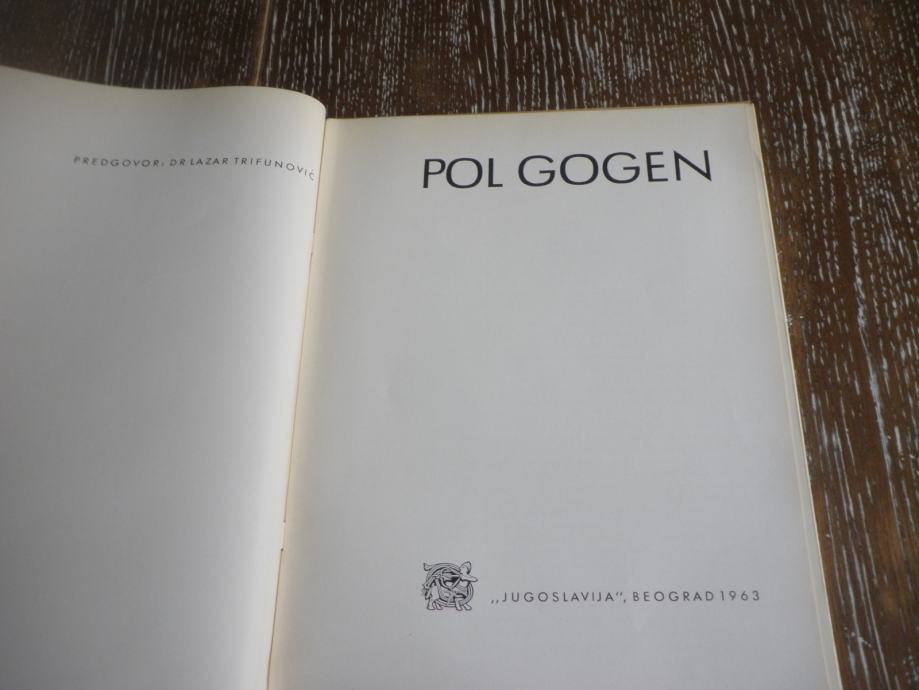 PREDGOVOR: DR LAZAR TRIFUNOVIĆ
POL GOGEN
„JUGOSLAVIJA“, BEOGRAD 1963